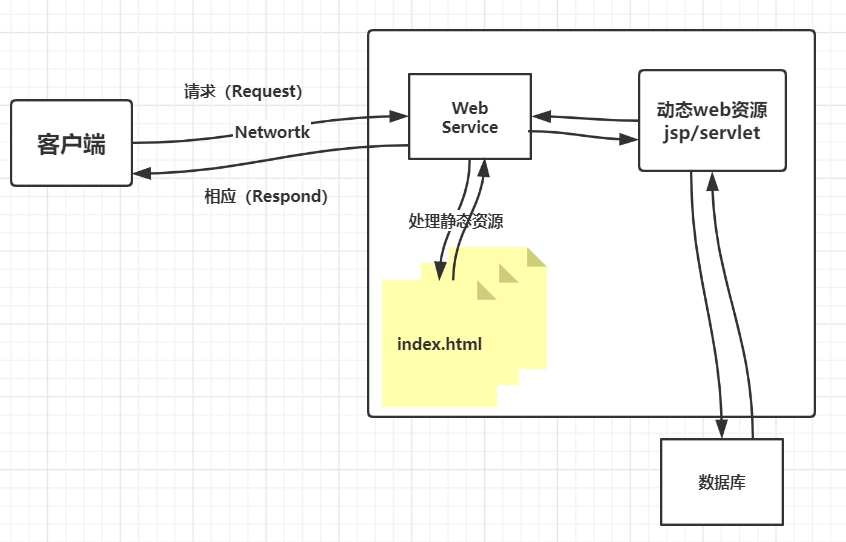 请求（Request）
客户端
Networkk
相应（Respond）
Web
Service
动态web资源
jsp/servlet
处理静态资源
index.html
数据库